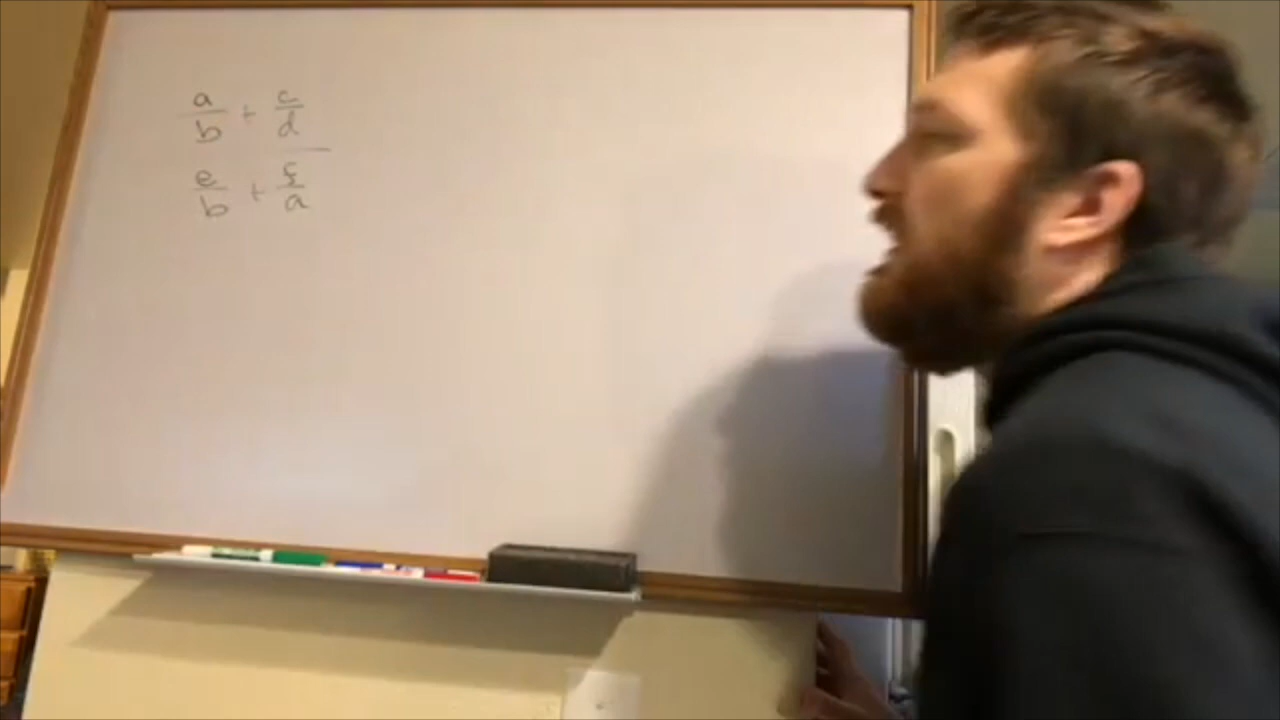 a/b + c/d
e/b + f/a